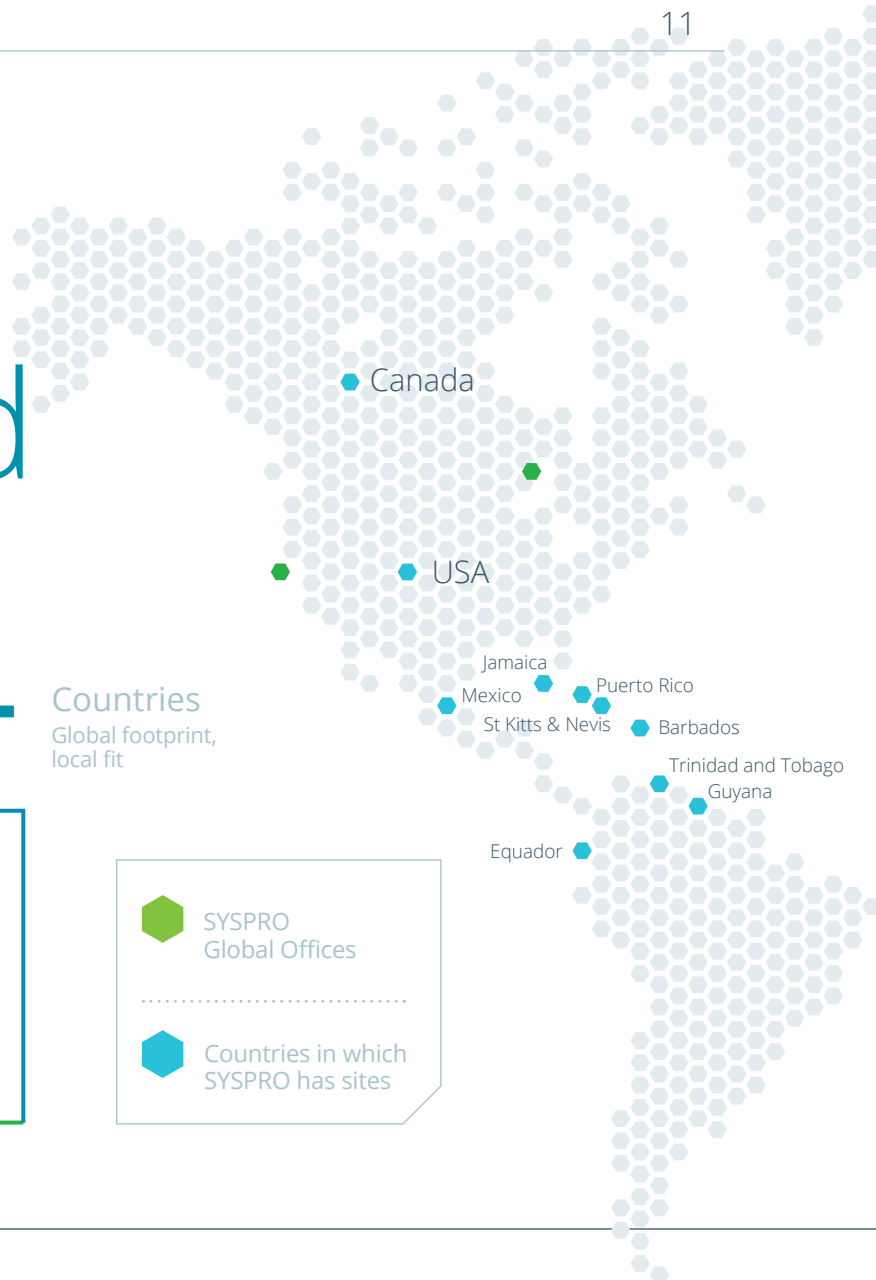 11
d
Canada
USA
Jamaica
Mexico
Puerto Rico
St Kitts & Nevis
Barbados
Trinidad and Tobago
Guyana
Equador
Countries
Global footprint,
local fit
SYSPRO
Global Offices
Countries in which
SYSPRO has sites